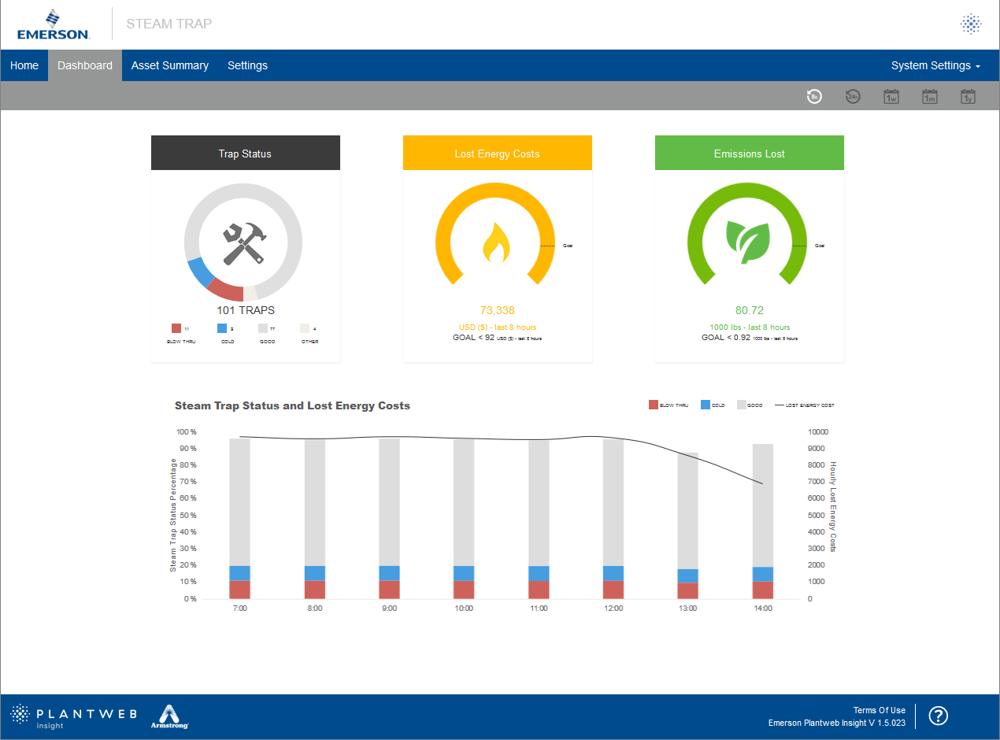 EMERSON
STEAM TRAP
Home Dashboard Asset Summary Settings System Settings
8h 24h 1w 1m 1y
Trap Status
101 TRAPS
11 9 77 4
BLOW THRU COLD GOOD OTHER
Lost Energy Costs
Goal
73,338
USD ($) - last 8 hours
GOAL < 92 USD ($) - last 8 hours
Emissions Lost
Goal
80.72
1000 lbs - last 8 hours
GOAL < 0.92 1000 lbs - last 8 hours
Steam Trap Status and Lost Energy Costs
BLOW THRU COLD GOOD LOST ENERGY COST
Steam Trap Status Percentage
100 %
90 %
80 %
70 %
60 %
50 %
40 %
30 %
20 %
10 %
0 %
10000
9000
8000
7000
6000
5000
4000
3000
2000
1000
0
Hourly Lost Energy Costs
7:00 8:00 9:00 10:00 11:00 12:00 13:00 14:00
PLANTWEB
insight
Armstrong
Terms Of Use
Emerson Plantweb Insight V 1.5.023
?